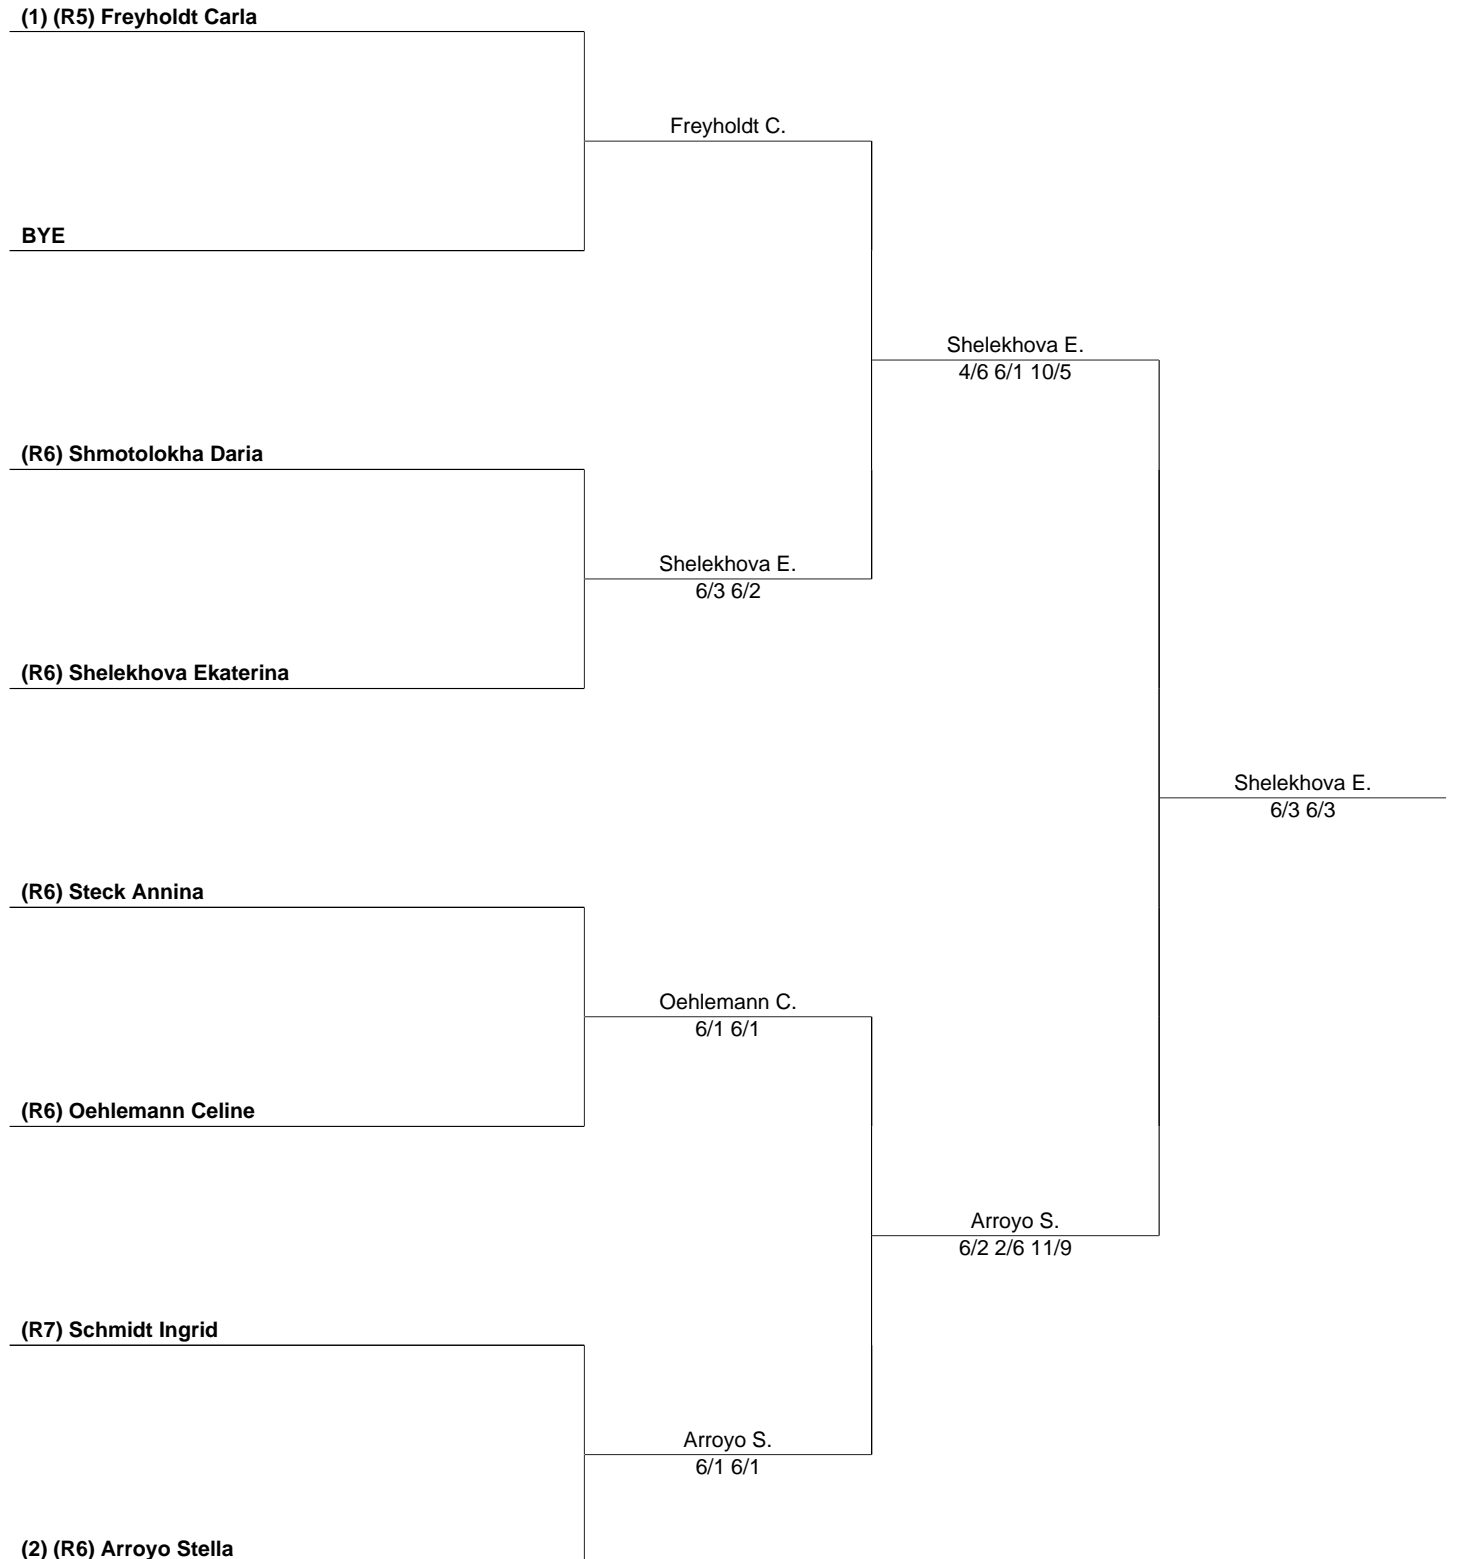 (1) (R5) Freyholdt Carla
Freyholdt C.
BYE
Shelekhova E.
4/6 6/1 10/5
(R6) Shmotolokha Daria
Shelekhova E.
6/3 6/2
(R6) Shelekhova Ekaterina
Shelekhova E.
6/3 6/3
(R6) Steck Annina
Oehlemann C.
6/1 6/1
(R6) Oehlemann Celine
Arroyo S.
6/2 2/6 11/9
(R7) Schmidt Ingrid
Arroyo S.
6/1 6/1
(2) (R6) Arroyo Stella